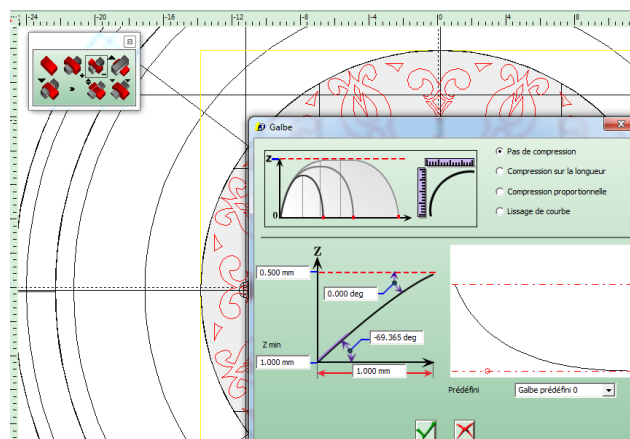 -24 -20 -16 -12 -8 -4 0 4 8
Galbe
Z
0
Pas de compression
Compression sur la longueur
Compression proportionnelle
Lissage de courbe
Z
0.500 mm
0.000 deg
-69.365 deg
Z min
1.000 mm
1.000 mm
Prédéfini Galbe prédéfini 0